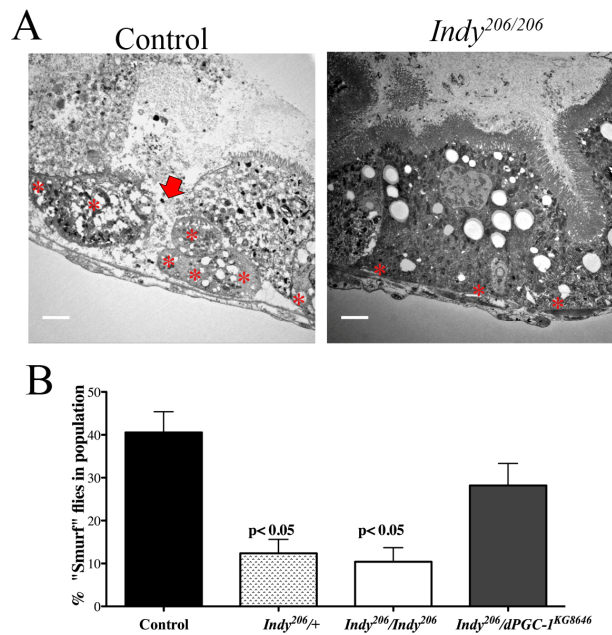 A
Control
Indy206/206
B
% "Smurf" flies in population
50
40
30
20
10
0
p< 0.05
p< 0.05
Control
Indy206/+
Indy206/Indy206
Indy206/dPGC-1KG8646